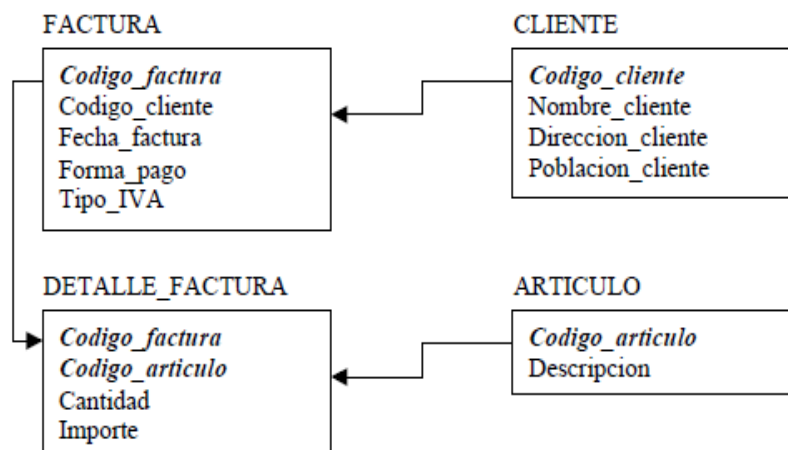 FACTURA
Codigo_factura
Codigo_cliente
Fecha_factura
Forma_pago
Tipo_IVA
CLIENTE
Codigo_cliente
Nombre_cliente
Direccion_cliente
Poblacion_cliente
DETALLE_FACTURA
Codigo_factura
Codigo_articulo
Cantidad
Importe
ARTICULO
Codigo_articulo
Descripcion